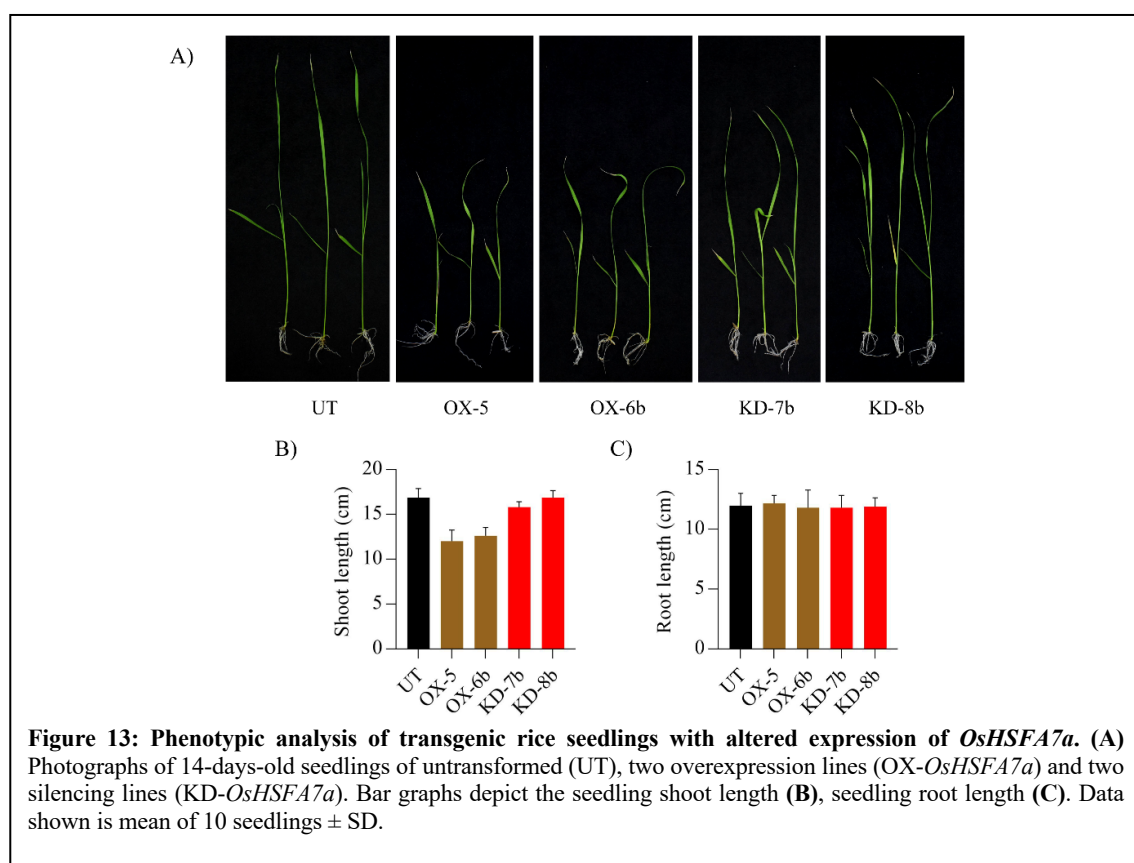 A)
UT OX-5 OX-6b KD-7b KD-8b
B)
Shoot length (cm)
20
15
10
5
0
UT OX-5 OX-6b KD-7b KD-8b
C)
Root length (cm)
15
10
5
0
UT OX-5 OX-6b KD-7b KD-8b
Figure 13: Phenotypic analysis of transgenic rice seedlings with altered expression of OsHSFA7a. (A)
Photographs of 14-days-old seedlings of untransformed (UT), two overexpression lines (OX-OsHSFA7a) and two
silencing lines (KD-OsHSFA7a). Bar graphs depict the seedling shoot length (B), seedling root length (C). Data
shown is mean of 10 seedlings ± SD.